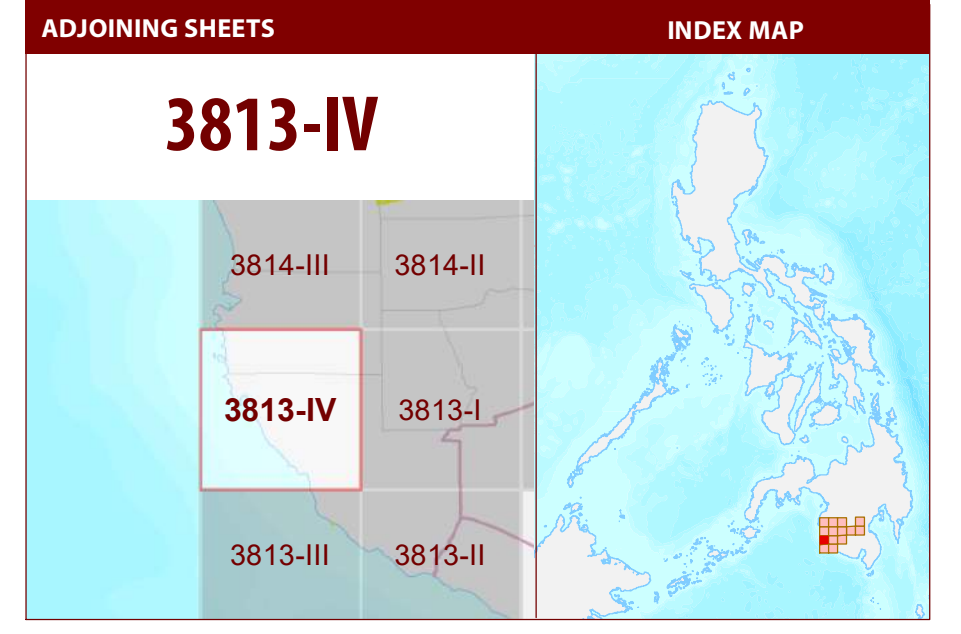 ADJOINING SHEETS
INDEX MAP
3813-IV
3814-III
3814-II
3813-IV
3813-I
3813-III
3813-II